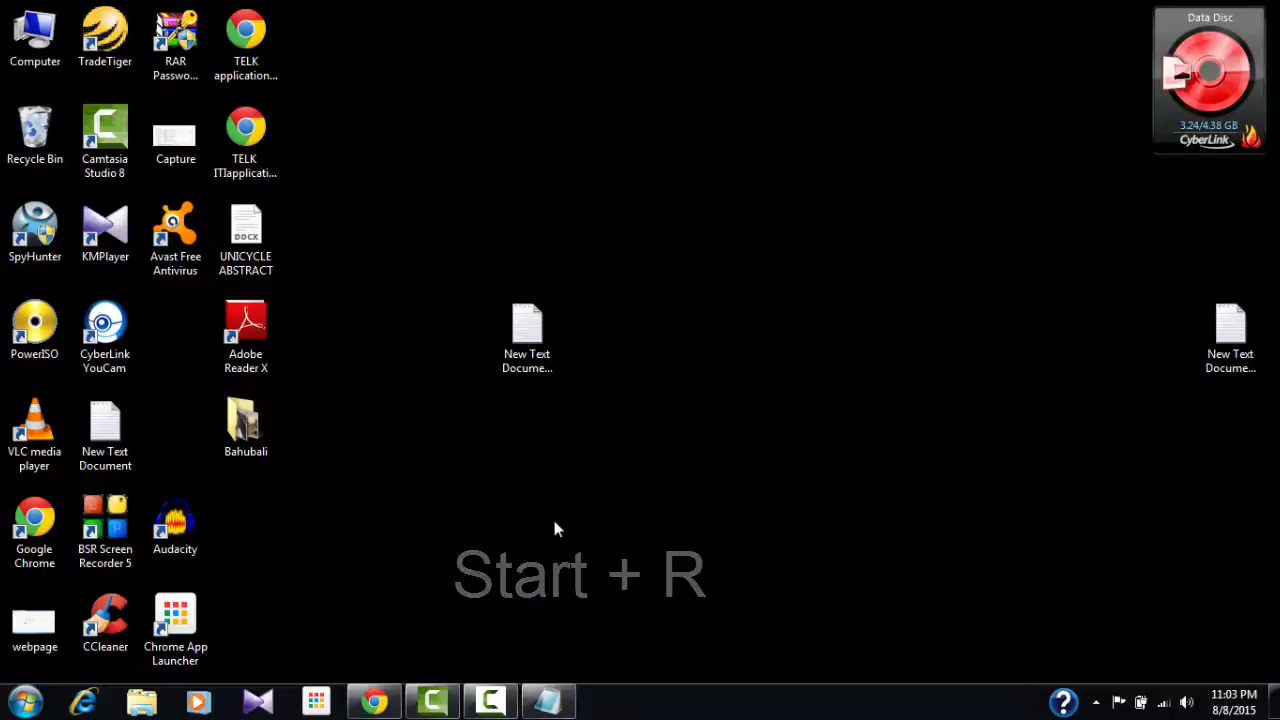 Computer
TradeTiger
RAR
Passwo...
TELK
application...
Data Disc
3.24/4.38 GB
CyberLink
Recycle Bin
Camtasia
Studio 8
Capture
TELK
ITIapplicati...
SpyHunter
KMPlayer
Avast Free
Antivirus
DOCX
UNICYCLE
ABSTRACT
PowerISO
CyberLink
YouCam
Adobe
Reader X
New Text
Docume...
New Text
Docume...
VLC media
player
New Text
Document
Bahubali
Google
Chrome
BSR Screen
Recorder 5
Audacity
Start + R
webpage
CCleaner
Chrome App
Launcher
11:03 PM
8/8/2015